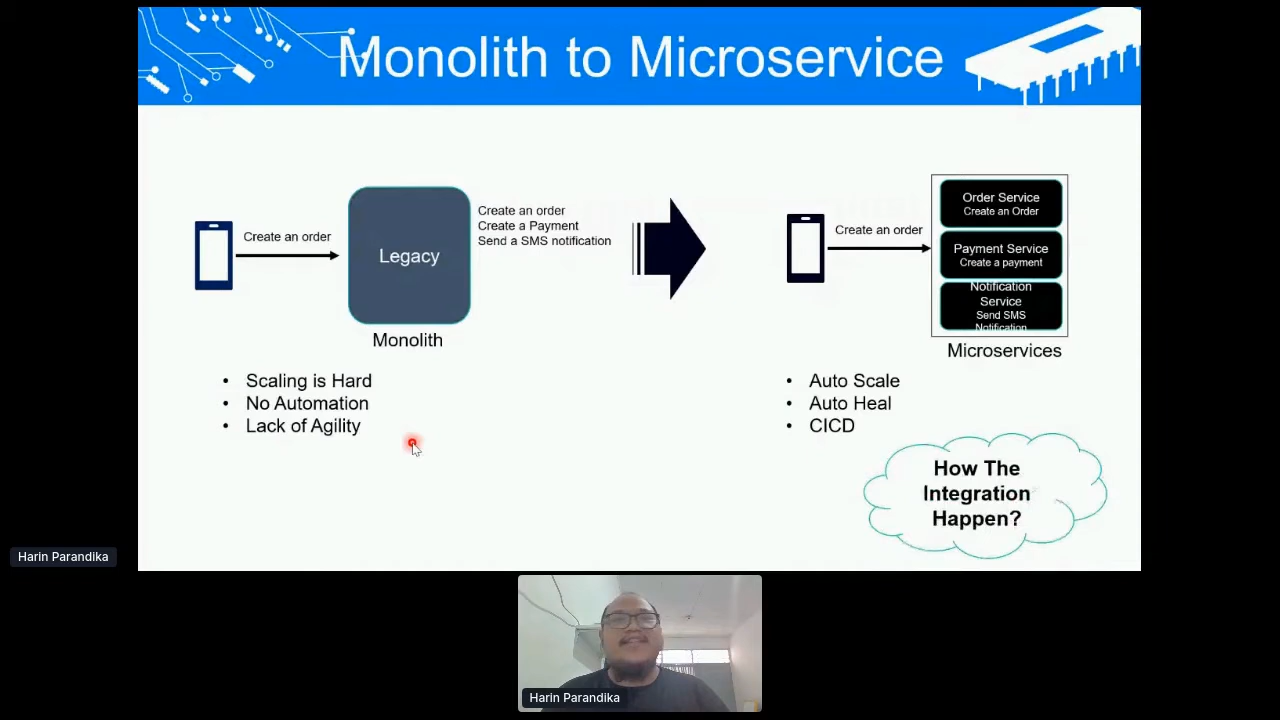 Monolith to Microservice
Create an order
Legacy
Create an order
Create a Payment
Send a SMS notification
Monolith
• Scaling is Hard
• No Automation
• Lack of Agility
Create an order
Order Service
Create an Order
Payment Service
Create a payment
Notification
Service
Send SMS
Notification
Microservices
• Auto Scale
• Auto Heal
• CICD
How The
Integration
Happen?
Harin Parandika
Harin Parandika